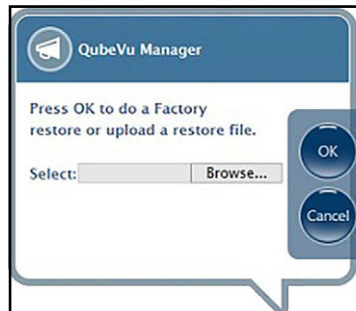 QubeVu Manager
Press OK to do a Factory
restore or upload a restore file.
Select:
Browse...
OK
Cancel